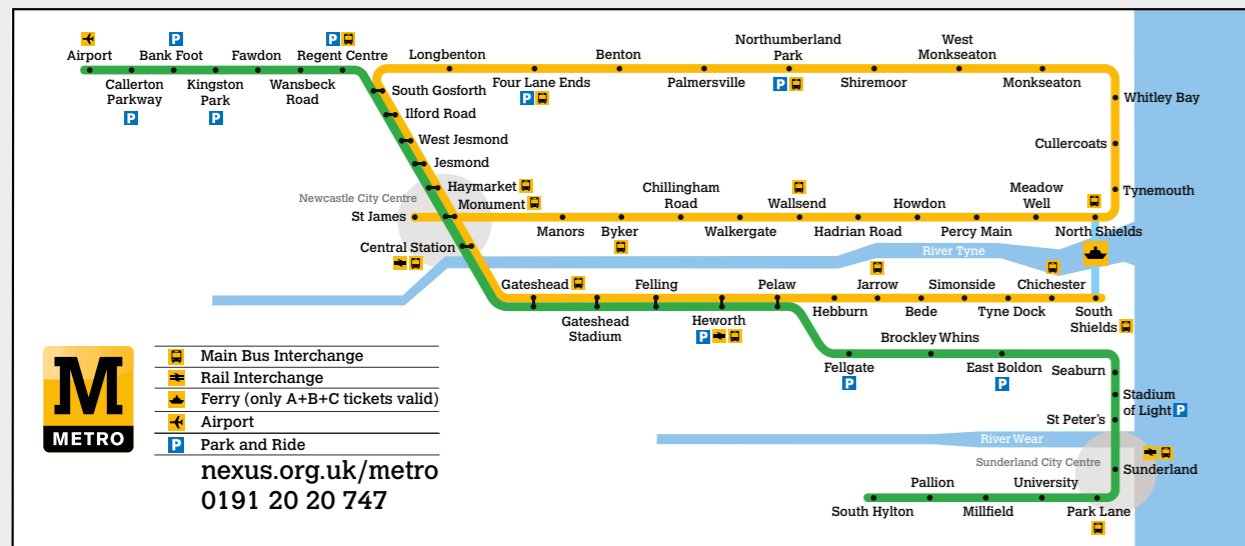 Airport
Callerton
Parkway
P
Bank Foot
P
Kingston
Park
P
Fawdon
Wansbeck
Road
Regent Centre
P
Longbenton
South Gosforth
Four Lane Ends
P
Benton
Palmersville
Northumberland
Park
P
Shiremoor
West
Monkseaton
Monkseaton
Whitley Bay
Cullercoats
Tynemouth
Ilford Road
West Jesmond
Jesmond
Haymarket
Newcastle City Centre
Monument
St James
Central Station
Manors
Byker
Chillingham
Road
Walkergate
Wallsend
Hadrian Road
Howdon
Percy Main
Meadow
Well
North Shields
River Tyne
Gateshead
Gateshead
Stadium
Felling
Heworth
P
Pelaw
Hebburn
Jarrow
Bede
Simonside
Tyne Dock
Chichester
South
Shields
Fellgate
P
Brockley Whins
East Boldon
P
Seaburn
Stadium
of Light P
St Peter's
River Wear
Sunderland City Centre
Sunderland
Park Lane
University
Millfield
Pallion
South Hylton
M
METRO
Main Bus Interchange
Rail Interchange
Ferry (only A+B+C tickets valid)
Airport
P Park and Ride
nexus.org.uk/metro
0191 20 20 747